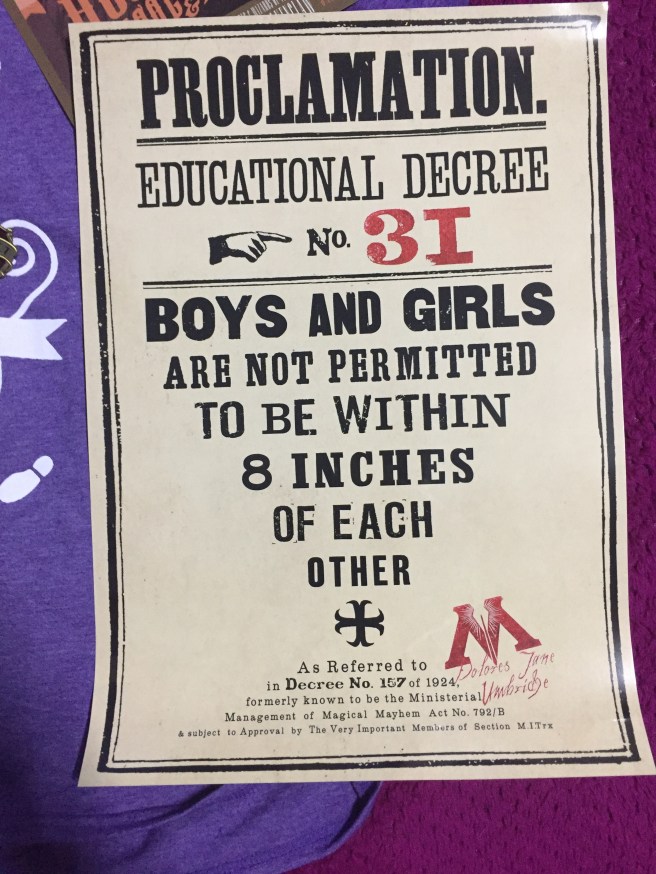 PROCLAMATION.
EDUCATIONAL DECREE
No. 31
BOYS AND GIRLS
ARE NOT PERMITTED
TO BE WITHIN
8 INCHES
OF EACH
OTHER
M
As Referred to
in Decree No. 157 of 1924,
formerly known to be the Ministerial
Management of Magical Mayhem Act No. 792/B
& subject to Approval by The Very Important Members of Section M.I.Trx
Dolores Jane
Umbridge